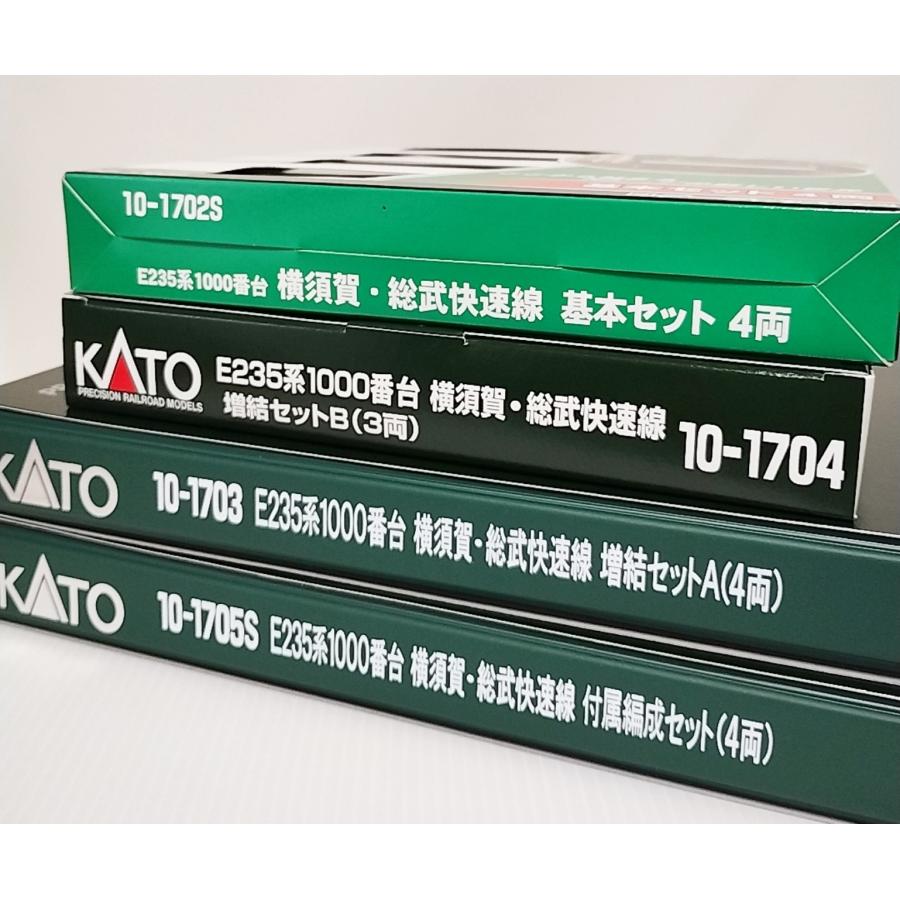 10-1702S
E235系1000番台 横須賀・総武快速線 基本セット 4両
KATO
PRECISION RAILROAD MODELS
E235系1000番台 横須賀・総武快速線
増結セットB(3両)
10-1704
KATO 10-1703 E235系1000番台 横須賀・総武快速線 増結セットA(4両)
KATO 10-1705S E235系1000番台 横須賀・総武快速線 付属編成セット(4両)